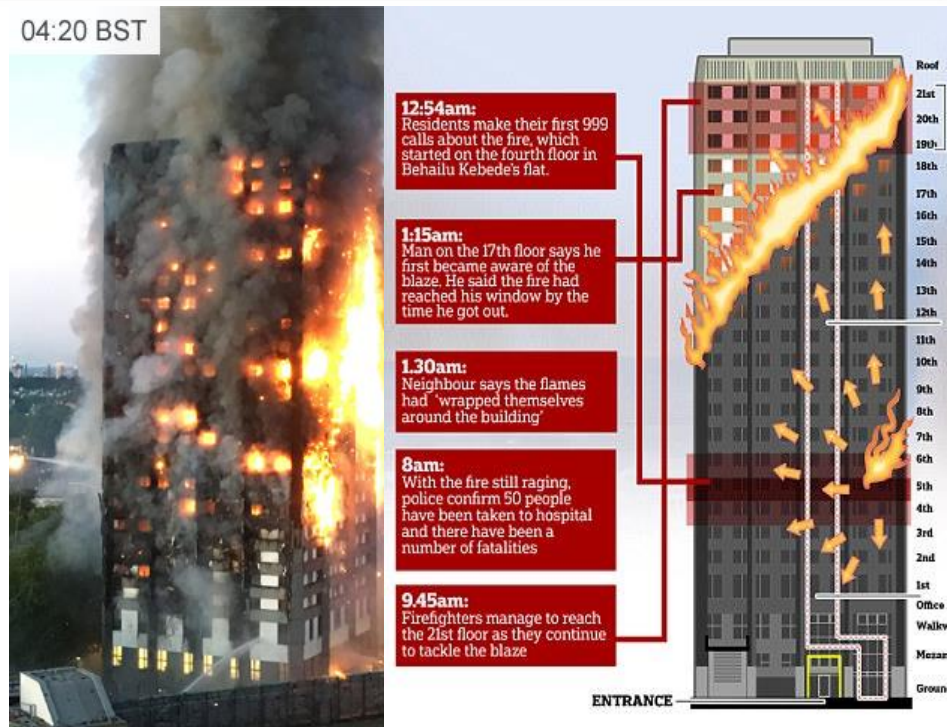 04:20 BST
12:54am:
Residents make their first 999
calls about the fire, which
started on the fourth floor in
Behailu Kebede's flat.
1:15am:
Man on the 17th floor says he
first became aware of the
blaze. He said the fire had
reached his window by the
time he got out.
1.30am:
Neighbour says the flames
had 'wrapped themselves
around the building'
8am:
With the fire still raging,
police confirm 50 people
have been taken to hospital
and there have been a
number of fatalities
9.45am:
Firefighters manage to reach
the 21st floor as they continue
to tackle the blaze
ENTRANCE
Roof
21st
20th
19th
18th
17th
16th
15th
14th
13th
12th
11th
10th
9th
8th
7th
6th
5th
4th
3rd
2nd
1st
Office